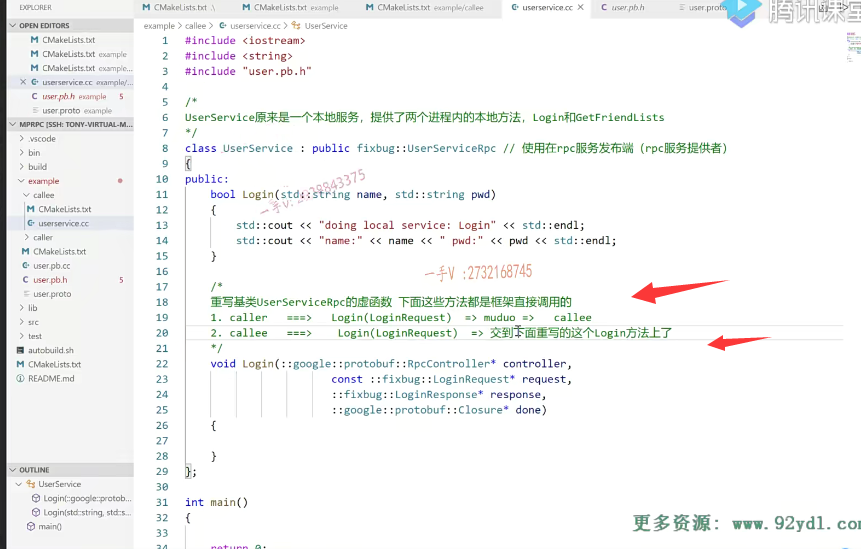 EXPLORER
OPEN EDITORS
CMakeLists.txt
CMakeLists.txt example
CMakeLists.txt example...
userservice.cc example/...
user.pb.h example 5
user.proto example
MPRPC [SSH: TONY-VIRTUAL-M...
.vscode
bin
build
example
callee
CMakeLists.txt
userservice.cc
caller
CMakeLists.txt
user.pb.cc
user.pb.h 5
user.proto
lib
src
test
autobuild.sh
CMakeLists.txt
README.md
OUTLINE
UserService
Login(::google::protob...
Login(std::string, std::s...
main()
CMakeLists.txt .\
CMakeLists.txt example
CMakeLists.txt example/callee
userservice.cc
user.pb.h
user.proto
腾讯课堂
example > callee > userservice.cc > UserService
1 #include <iostream>
2 #include <string>
3 #include "user.pb.h"
4
5 /*
6 UserService原来是一个本地服务，提供了两个进程内的本地方法，Login和GetFriendLists
7 */
8 class UserService : public fixbug::UserServiceRpc // 使用在rpc服务发布端（rpc服务提供者）
9 {
10 public:
11 bool Login(std::string name, std::string pwd)
12 {
13 std::cout << "doing local service: Login" << std::endl;
14 std::cout << "name:" << name << " pwd:" << pwd << std::endl;
15 }
16
一手V :2732168745
17 /*
18 重写基类UserServiceRpc的虚函数 下面这些方法都是框架直接调用的
19 1. caller ===> Login(LoginRequest) => muduo => callee
20 2. callee ===> Login(LoginRequest) => 交到下面重写的这个Login方法上了
21 */
22 void Login(::google::protobuf::RpcController* controller,
23 const ::fixbug::LoginRequest* request,
24 ::fixbug::LoginResponse* response,
25 ::google::protobuf::Closure* done)
26 {
27
28 }
29 };
30
31 int main()
32 {
33
return 0;
更多资源: www.92ydl.com